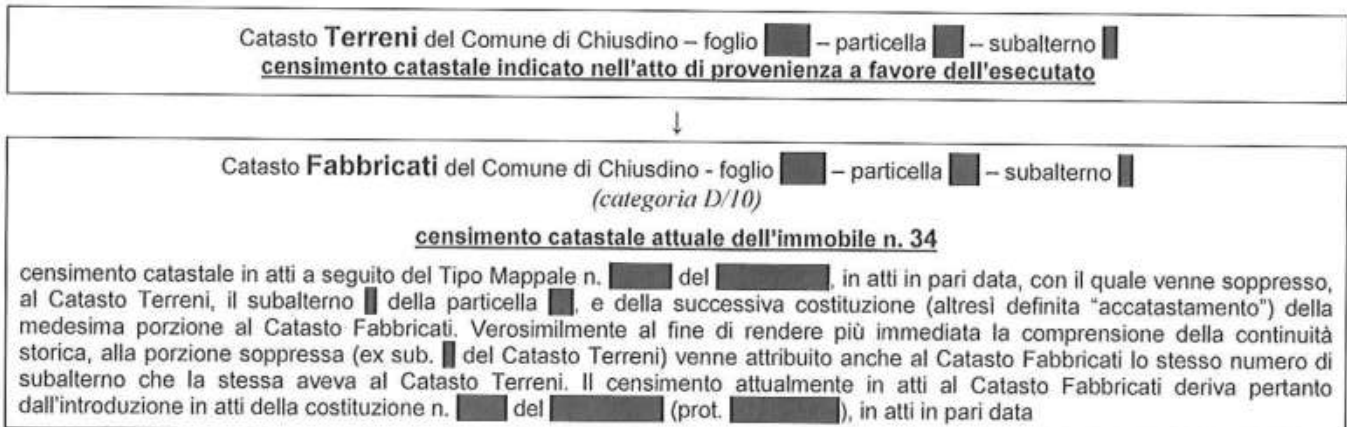 Catasto Terreni del Comune di Chiusdino – foglio – particella – subalterno
censimento catastale indicato nell'atto di provenienza a favore dell'esecutato
↓
Catasto Fabbricati del Comune di Chiusdino - foglio – particella – subalterno
(categoria D/10)
censimento catastale attuale dell'immobile n. 34
censimento catastale in atti a seguito del Tipo Mappale n. del , in atti in pari data, con il quale venne soppresso,
al Catasto Terreni, il subalterno della particella , e della successiva costituzione (altresì definita “accatastamento”) della
medesima porzione al Catasto Fabbricati. Verosimilmente al fine di rendere più immediata la comprensione della continuità
storica, alla porzione soppressa (ex sub. del Catasto Terreni) venne attribuito anche al Catasto Fabbricati lo stesso numero di
subalterno che la stessa aveva al Catasto Terreni. Il censimento attualmente in atti al Catasto Fabbricati deriva pertanto
dall'introduzione in atti della costituzione n. del (prot. ), in atti in pari data